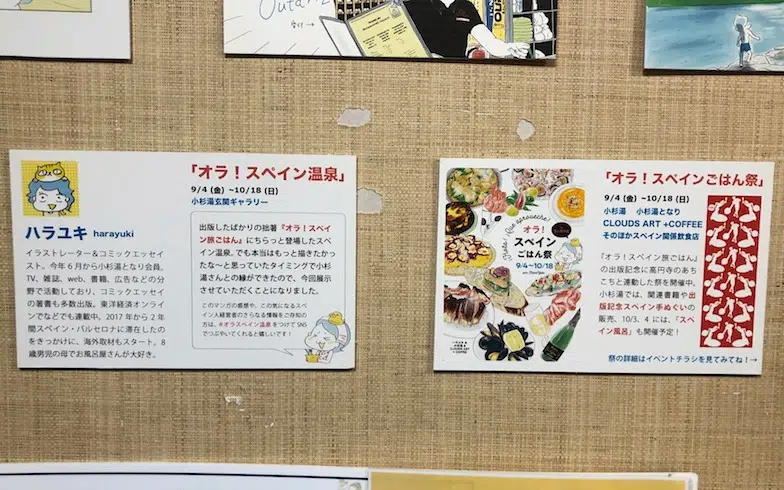 Outdoz
「オラ！スペイン温泉」
9/4 (金) ~10/18 (日)
小杉湯玄関ギャラリー
ハラユキ harayuki
イラストレーター＆コミックエッセイ
スト。今年６月から小杉湯となり会員。
TV、雑誌、web、書籍、広告などの分
野で活動しており、コミックエッセイ
の著書も多数出版。東洋経済オンライ
ンでなども連載中。2017 年から 2 年
間スペイン・バルセロナに滞在したの
をきっかけに、海外取材もスタート。8
歳男児の母でお風呂屋さんが大好き。
出版したばかりの拙著『オラ！スペイ
ン旅ごはん』にちらっと登場したスペ
イン温泉。でも本当はもっと描きたかっ
たな〜と思っていたタイミングで小杉
湯さんとの縁ができたので、今回展示
させていただくことになりました。
このマンガの感想や、この気になるスペ
イン人経営者のさらなる情報をご存知の
方は、#オラスペイン温泉 をつけて SNS
でつぶやいてくれると嬉しいです！
オラ！
スペイン
ごはん祭
9/4~10/18
「オラ！スペインごはん祭」
9/4 (金) ~10/18 (日)
小杉湯　小杉湯となり
CLOUDS ART +COFFEE
そのほかスペイン関係飲食店
『オラ！スペイン旅ごはん』
の出版記念に高円寺のあち
こちと連動した祭を開催中。
小杉湯では、関連書籍や出
版記念スペイン手ぬぐいの
販売、10/3、4 には、「スペ
イン風呂」も開催予定！
祭の詳細はイベントチラシを見てみてね！→